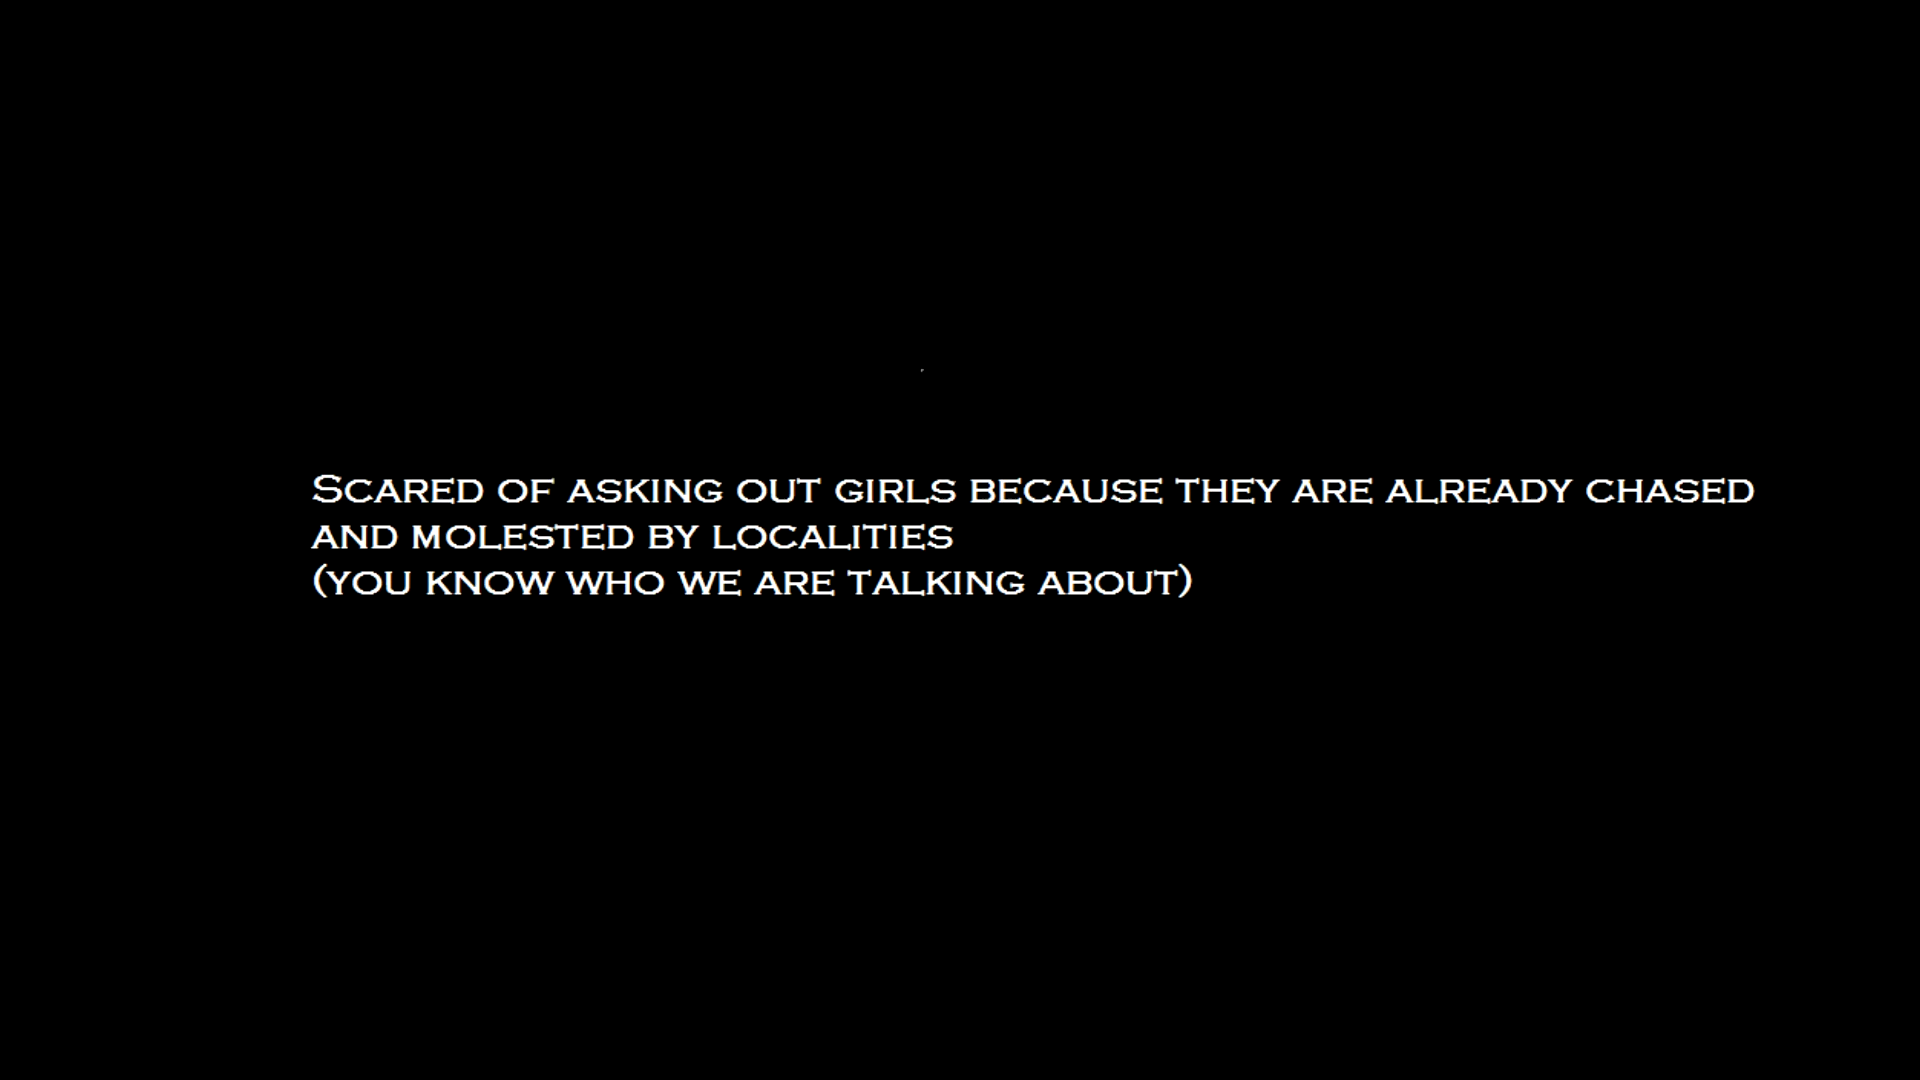 Scared of asking out girls because they are already chased
and molested by localities
(you know who we are talking about)